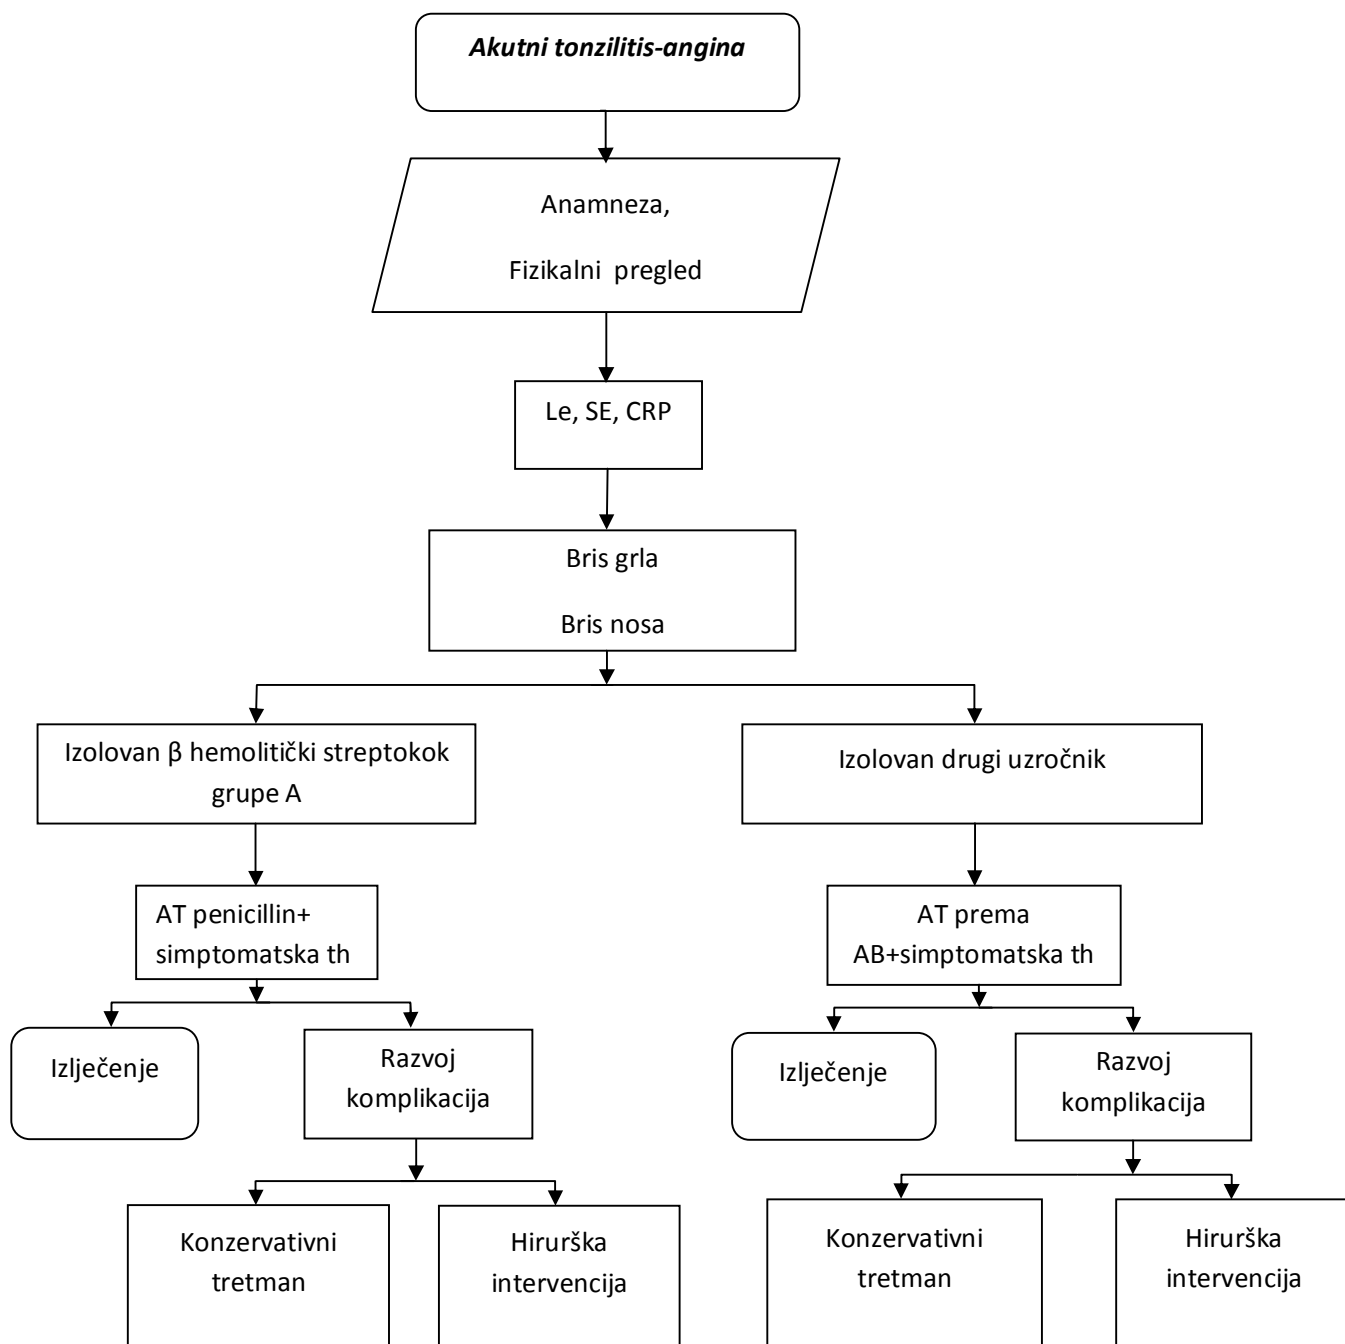 Akutni tonzilitis-angina
Anamneza,
Fizikalni pregled
Le, SE, CRP
Bris grla
Bris nosa
Izolovan β hemolitički streptokok
grupe A
Izolovan drugi uzročnik
AT penicillin+
simptomatska th
AT prema
AB+simptomatska th
Izlječenje
Razvoj
komplikacija
Izlječenje
Razvoj
komplikacija
Konzervativni
tretman
Hirurška
intervencija
Konzervativni
tretman
Hirurška
intervencija